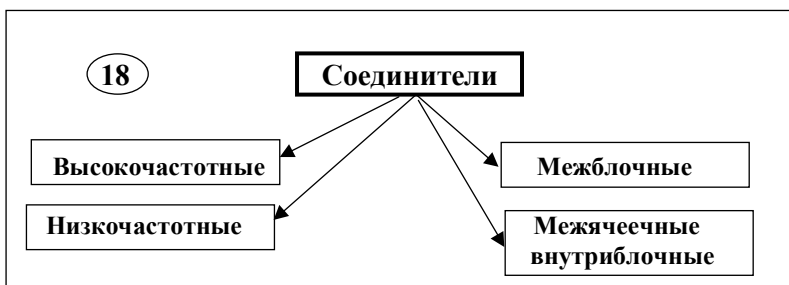 18
Соединители
Высокочастотные
Межблочные
Низкочастотные
Межячеечные
внутриблочные